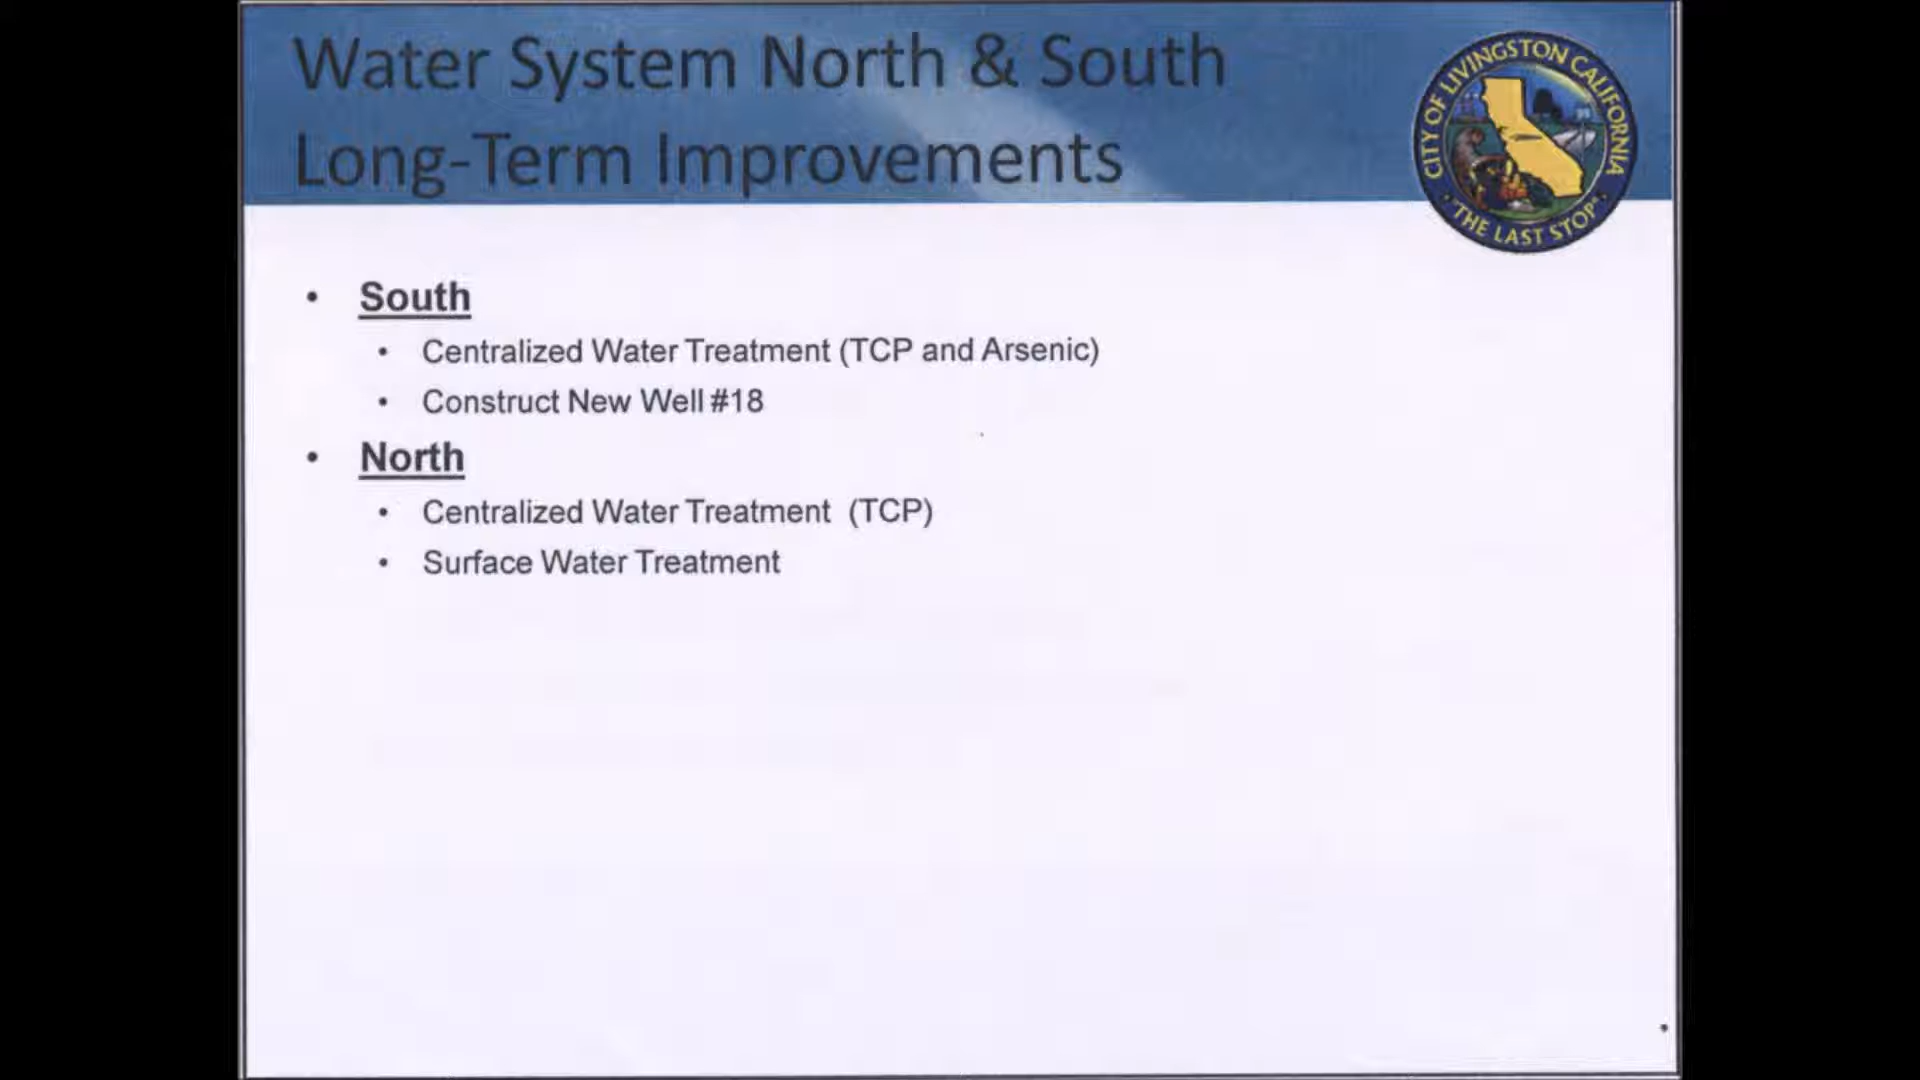 Water System North & South
Long-Term Improvements
CITY OF LIVINGSTON CALIFORNIA
"THE LAST STOP"
• South
• Centralized Water Treatment (TCP and Arsenic)
• Construct New Well #18
• North
• Centralized Water Treatment (TCP)
• Surface Water Treatment